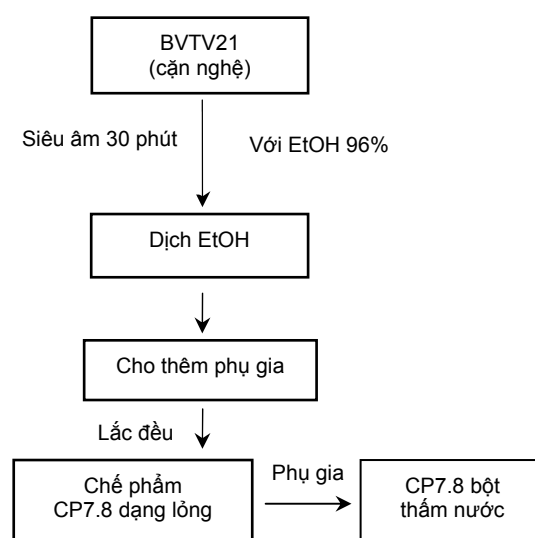 BVTV21
(cặn nghệ)
Siêu âm 30 phút
Với EtOH 96%
Dịch EtOH
Cho thêm phụ gia
Lắc đều
Chế phẩm
CP7.8 dạng lỏng
Phụ gia
CP7.8 bột
thấm nước